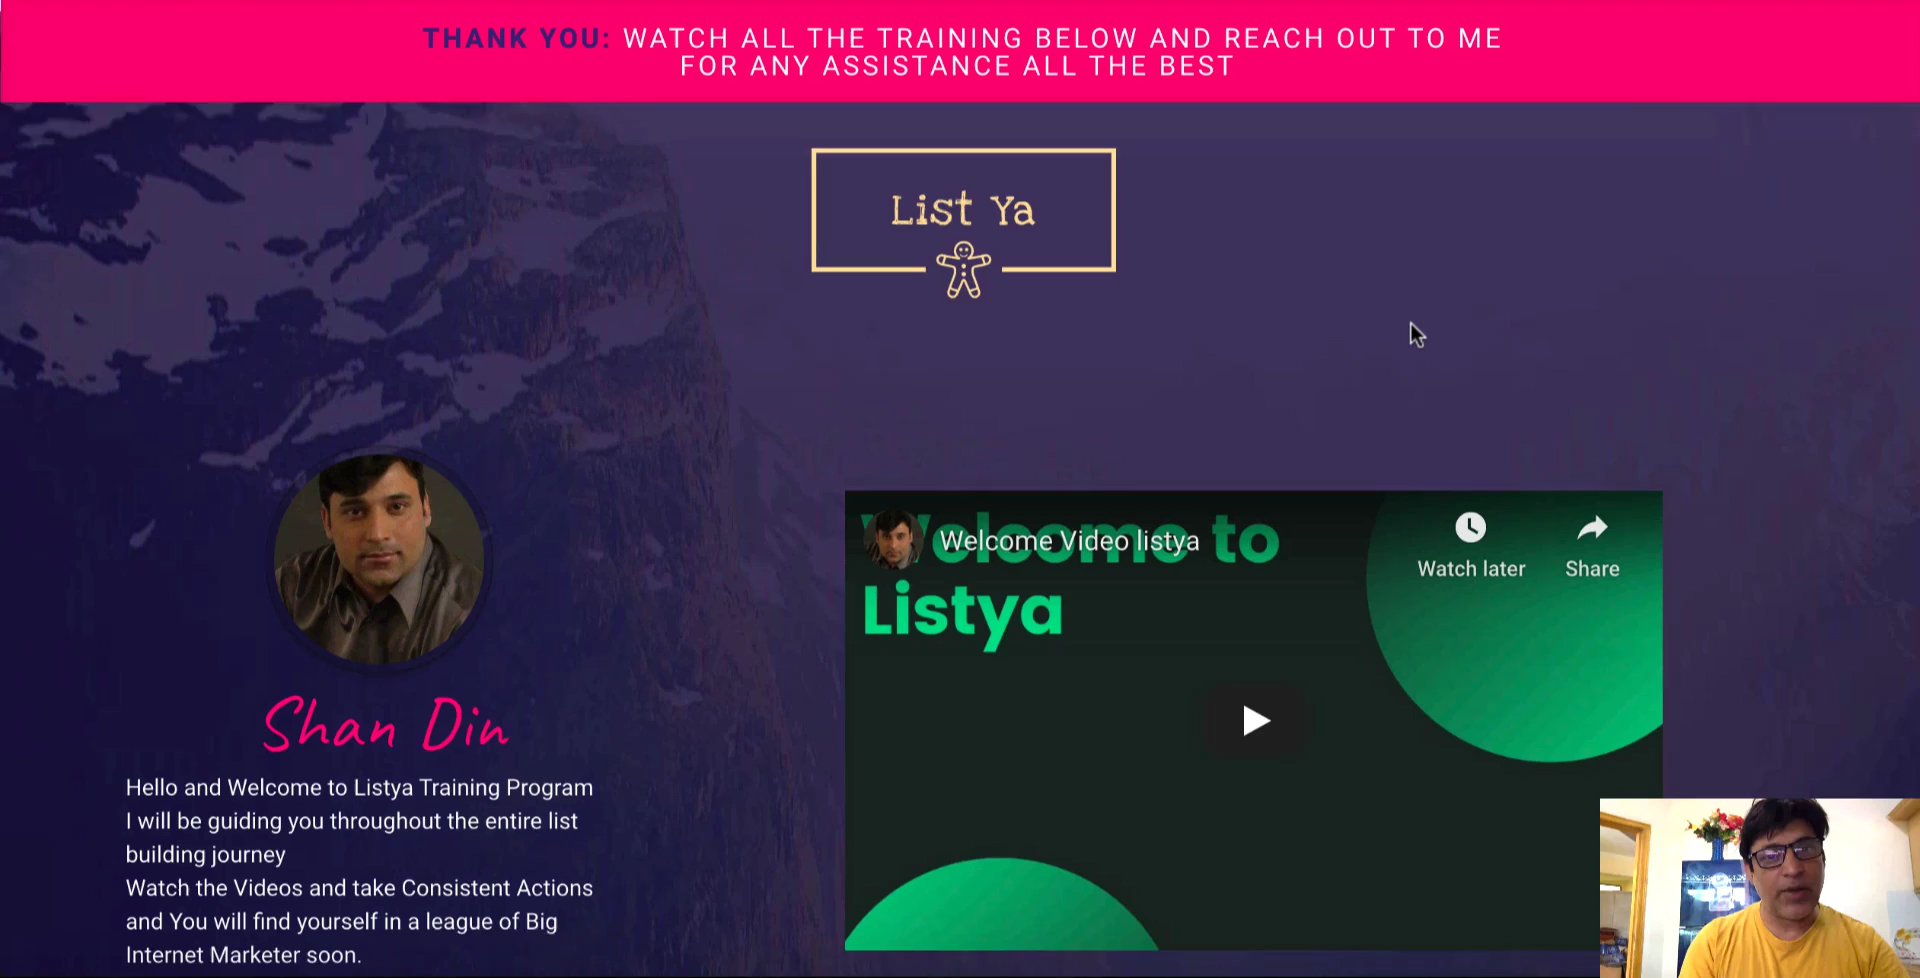 THANK YOU: WATCH ALL THE TRAINING BELOW AND REACH OUT TO ME
FOR ANY ASSISTANCE ALL THE BEST
List Ya
Welcome to
Listya
Welcome Video listya
Watch later
Share
Shan Din
Hello and Welcome to Listya Training Program
I will be guiding you throughout the entire list
building journey
Watch the Videos and take Consistent Actions
and You will find yourself in a league of Big
Internet Marketer soon.